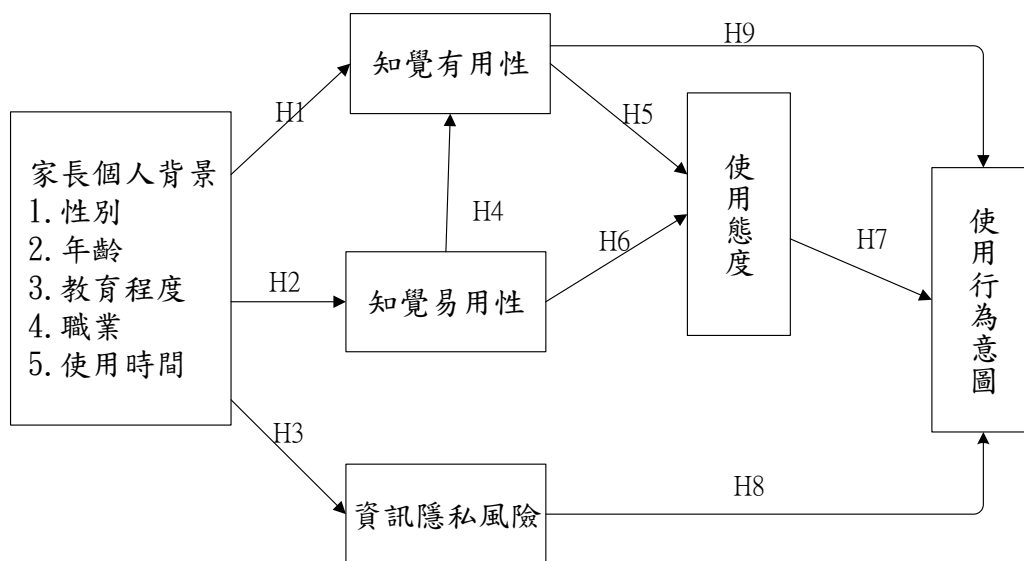 H9
知覺有用性
H1
H5
家長個人背景
1.性別
2.年齡
3.教育程度
4.職業
5.使用時間
使用態度
H4
H6
H7
使用行為意圖
H2
知覺易用性
H3
資訊隱私風險
H8